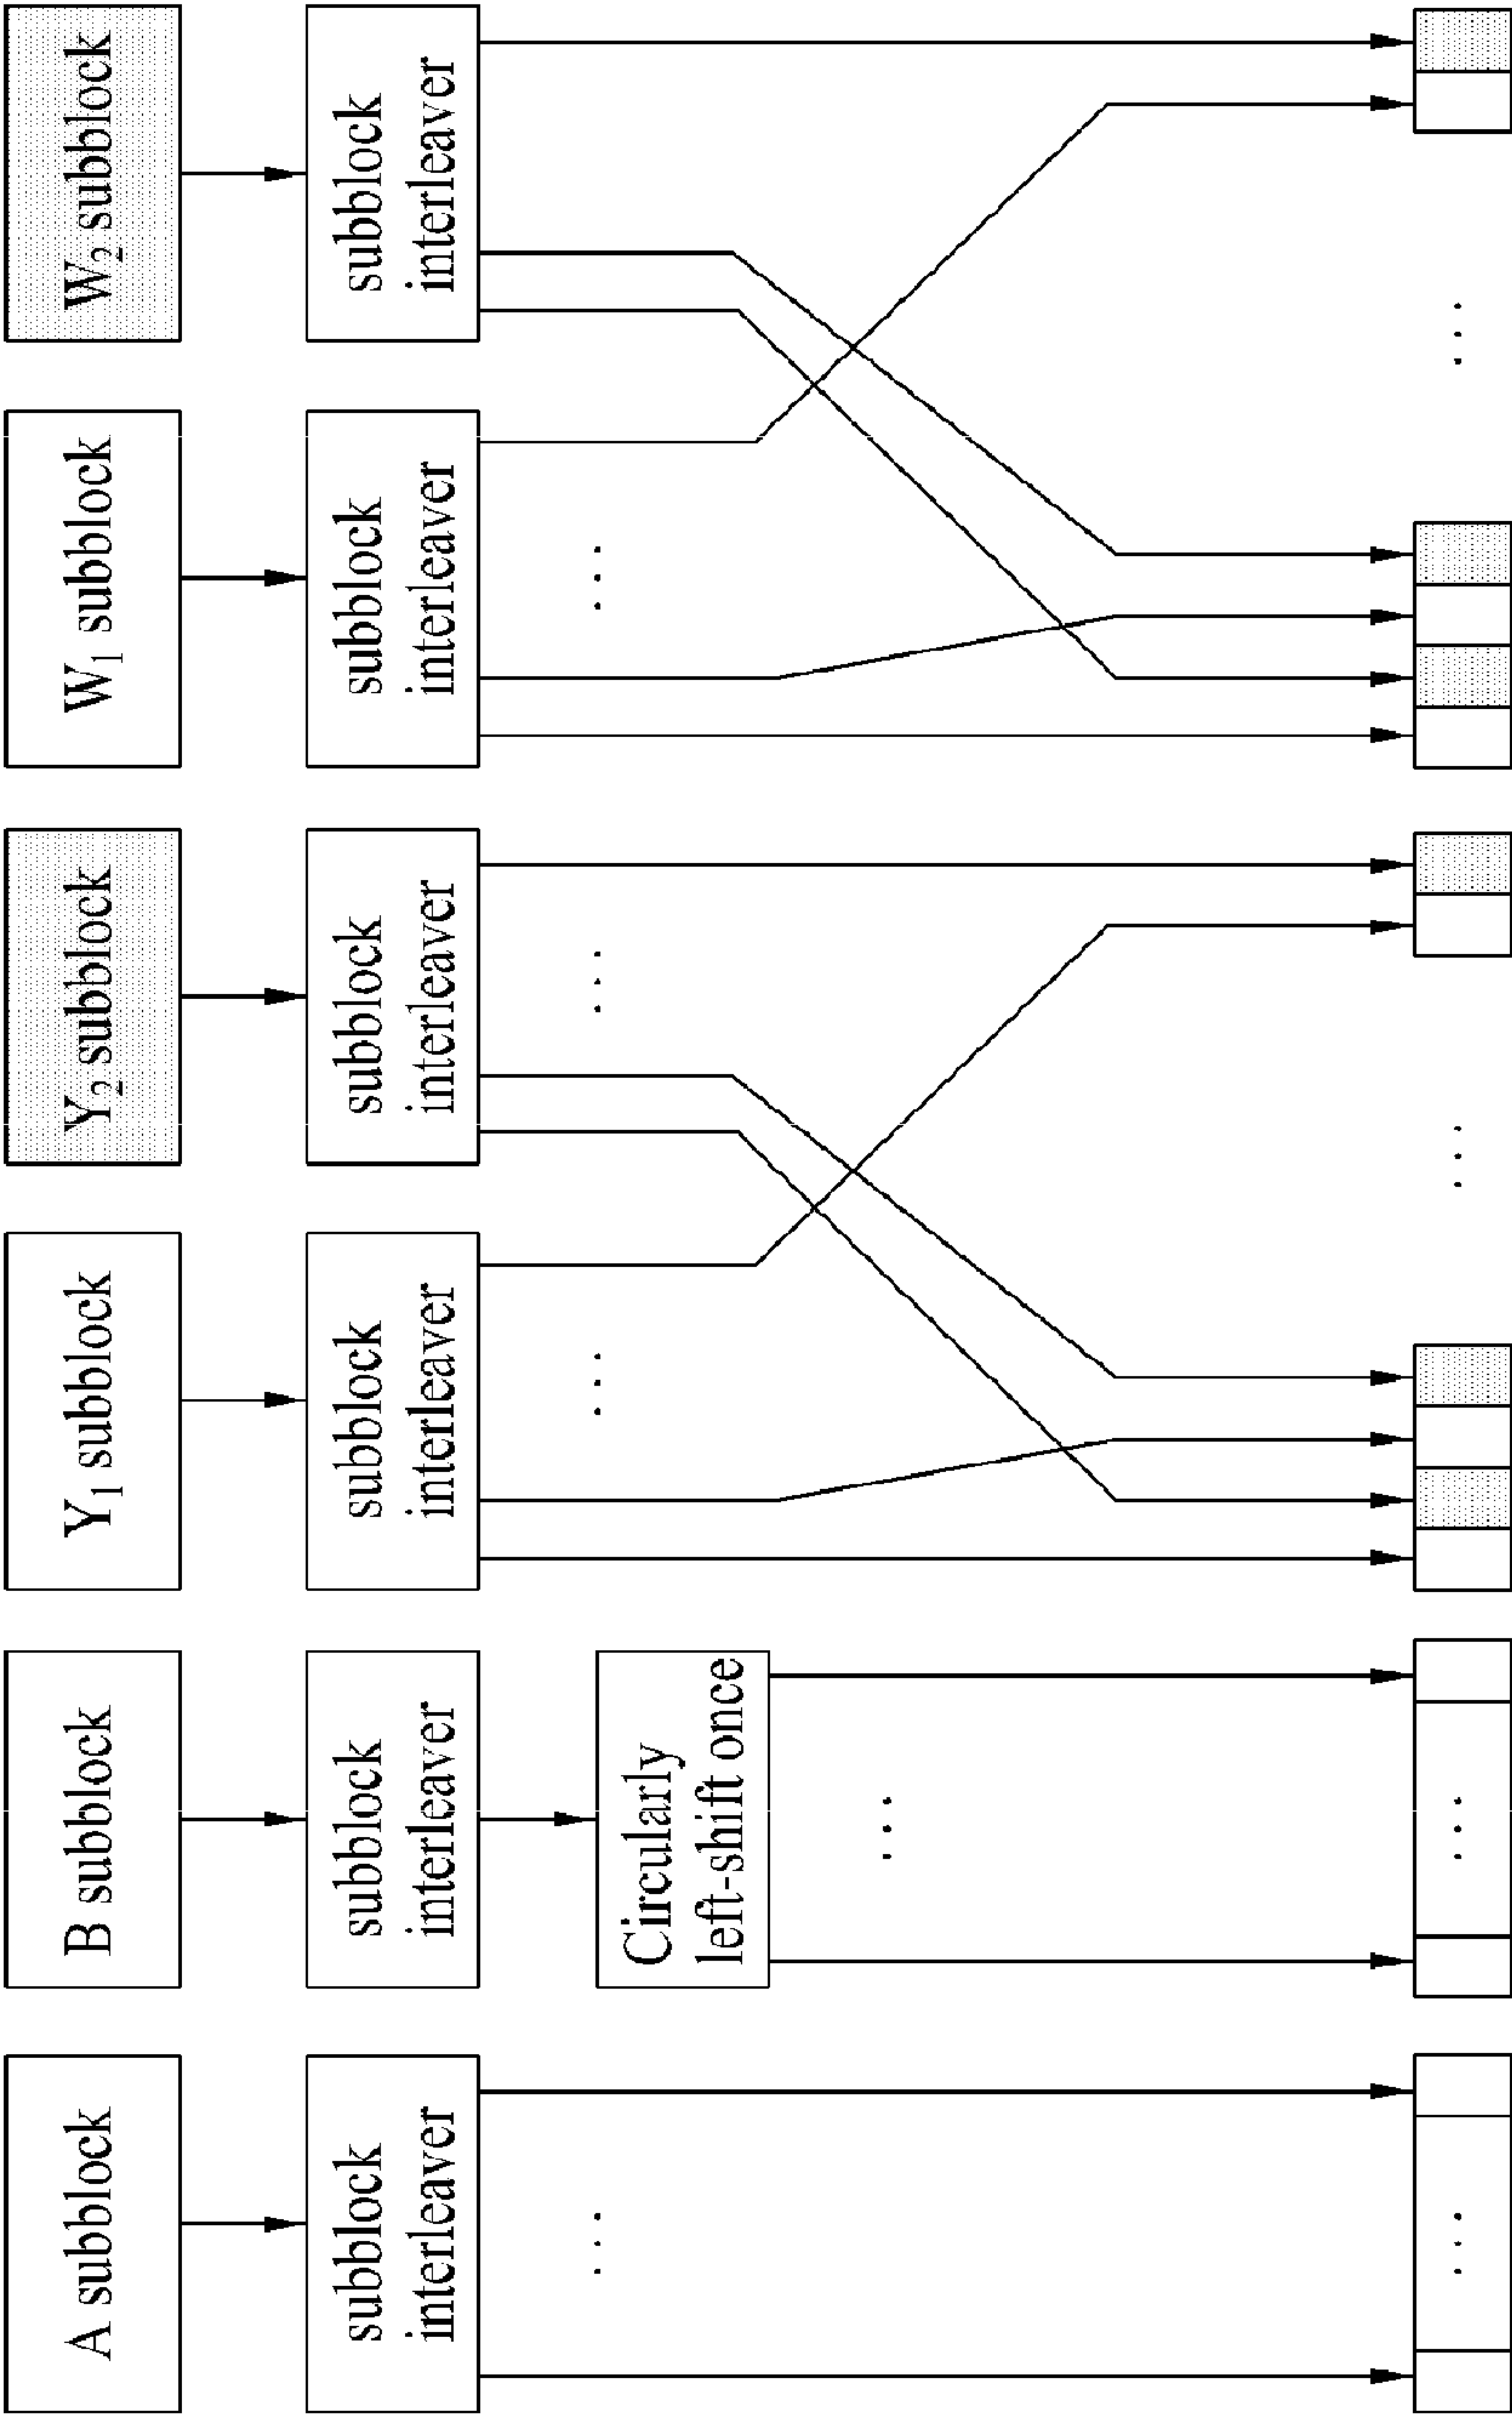 A subblock
B subblock
Y1 subblock
Y2 subblock
W1 subblock
W2 subblock
subblock
interleaver
subblock
interleaver
subblock
interleaver
subblock
interleaver
subblock
interleaver
subblock
interleaver
Circularly
left-shift once